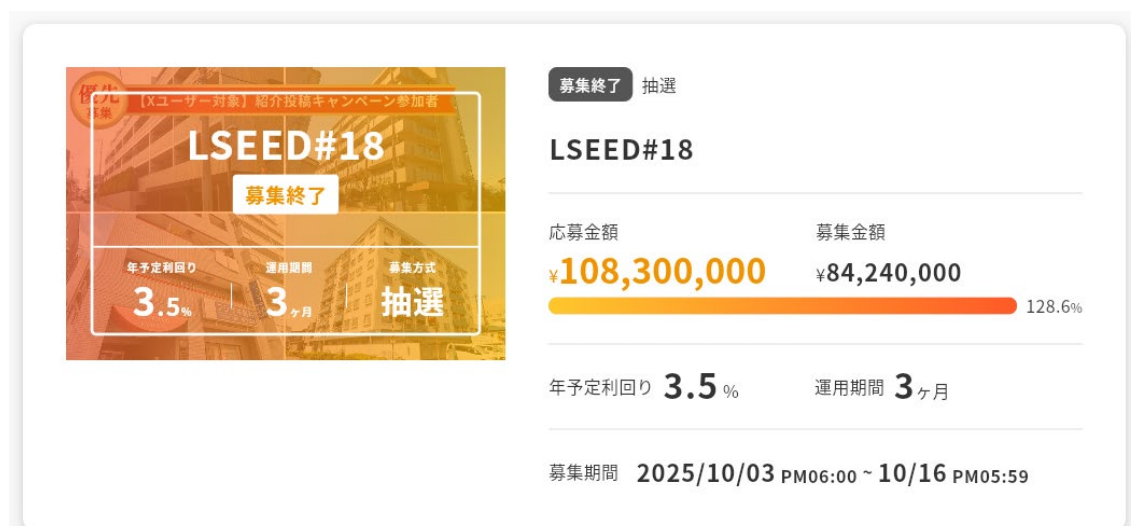 優先
募集
【Xユーザー対象】紹介投稿キャンペーン参加者
LSEED#18
募集終了
年予定利回り 運用期間 募集方式
3.5% 3ヶ月 抽選
募集終了 抽選
LSEED#18
応募金額 募集金額
¥108,300,000 ¥84,240,000
128.6%
年予定利回り 3.5 % 運用期間 3ヶ月
募集期間 2025/10/03 PM06:00 ~ 10/16 PM05:59